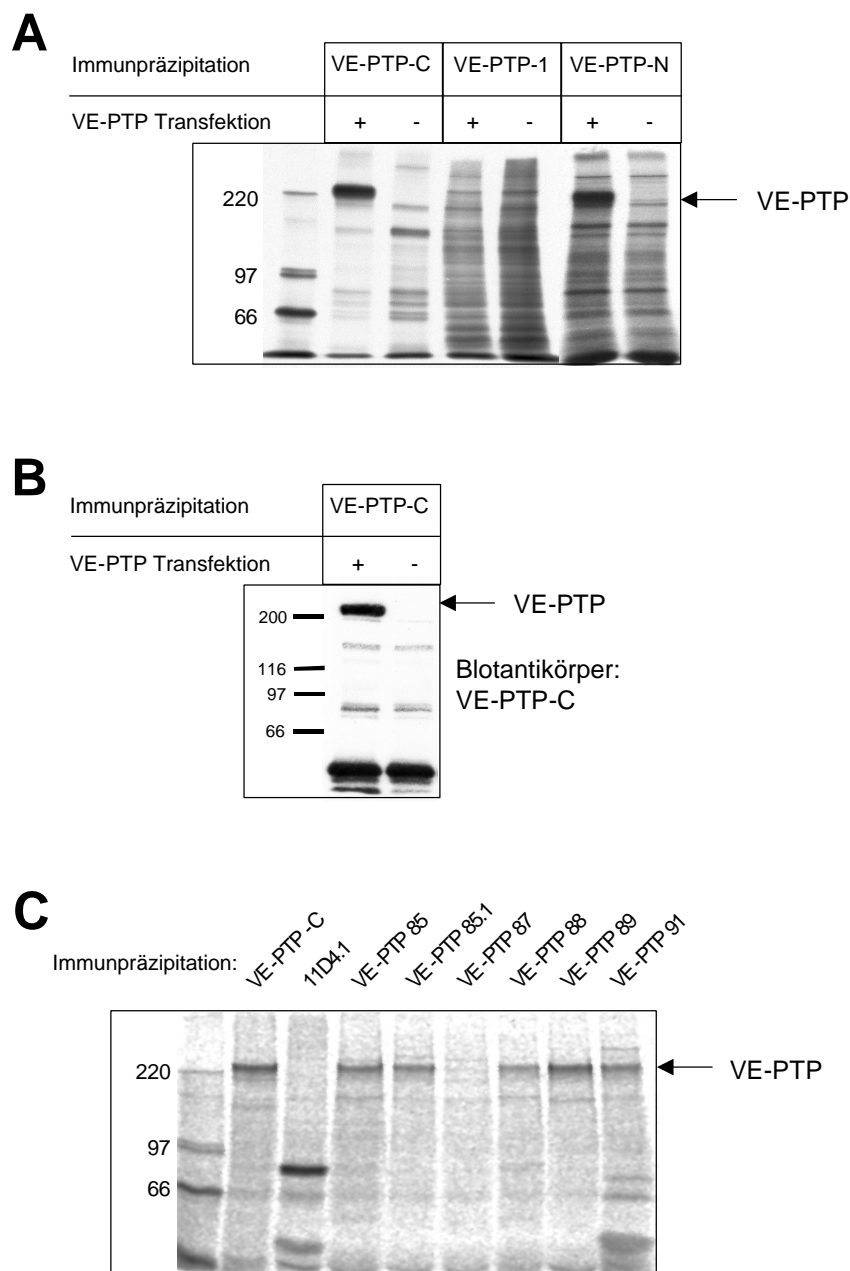 A
Immunpräzipitation VE-PTP-C VE-PTP-1 VE-PTP-N
VE-PTP Transfektion + - + - + -
220
VE-PTP
97
66
B
Immunpräzipitation VE-PTP-C
VE-PTP Transfektion + -
200
VE-PTP
116
97
66
Blotantikörper:
VE-PTP-C
C
Immunpräzipitation: VE-PTP -C 11D4.1 VE-PTP 85 VE-PTP 85.1 VE-PTP 87 VE-PTP 88 VE-PTP 89 VE-PTP 91
220
VE-PTP
97
66